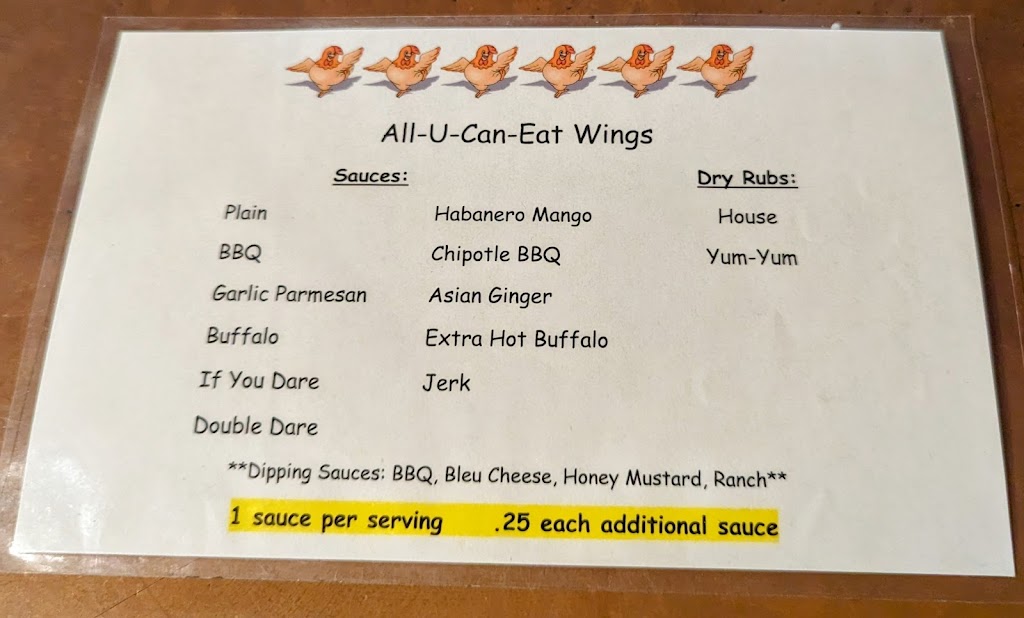 All-U-Can-Eat Wings
Sauces: Dry Rubs:
Plain Habanero Mango House
BBQ Chipotle BBQ Yum-Yum
Garlic Parmesan Asian Ginger
Buffalo Extra Hot Buffalo
If You Dare Jerk
Double Dare
**Dipping Sauces: BBQ, Bleu Cheese, Honey Mustard, Ranch**
1 sauce per serving .25 each additional sauce